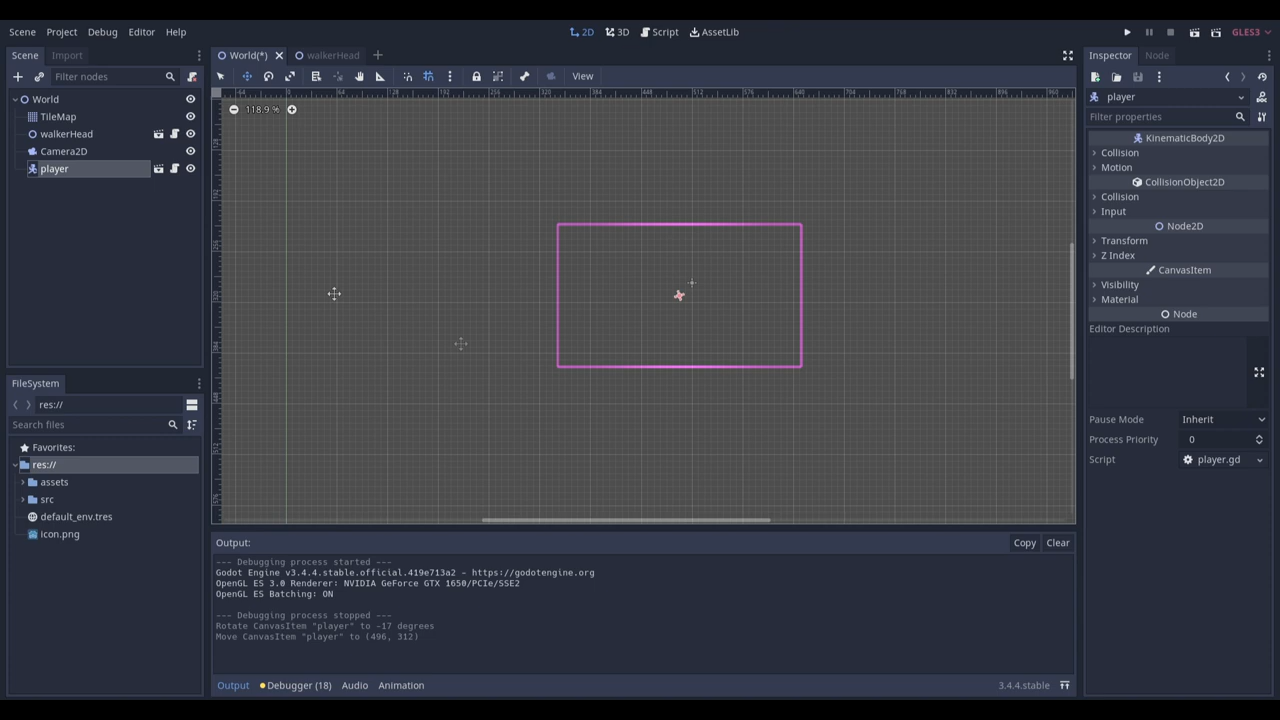 Scene Project Debug Editor Help
2D 3D Script AssetLib
GLES3
Scene Import
World(*) walkerHead
Inspector Node
Filter nodes
View
World
TileMap
walkerHead
Camera2D
player
118.9 %
player
Filter properties
KinematicBody2D
Collision
Motion
CollisionObject2D
Collision
Input
Node2D
Transform
Z Index
CanvasItem
Visibility
Material
Node
Editor Description
Pause Mode Inherit
Process Priority 0
Script player.gd
FileSystem
res://
Search files
Favorites:
res://
assets
src
default_env.tres
icon.png
Output: Copy Clear
--- Debugging process started ---
Godot Engine v3.4.4.stable.official.419e713a2 - https://godotengine.org
OpenGL ES 3.0 Renderer: NVIDIA GeForce GTX 1650/PCIe/SSE2
OpenGL ES Batching: ON
--- Debugging process stopped ---
Rotate CanvasItem "player" to -17 degrees
Move CanvasItem "player" to (496, 312)
Output Debugger (18) Audio Animation 3.4.4.stable